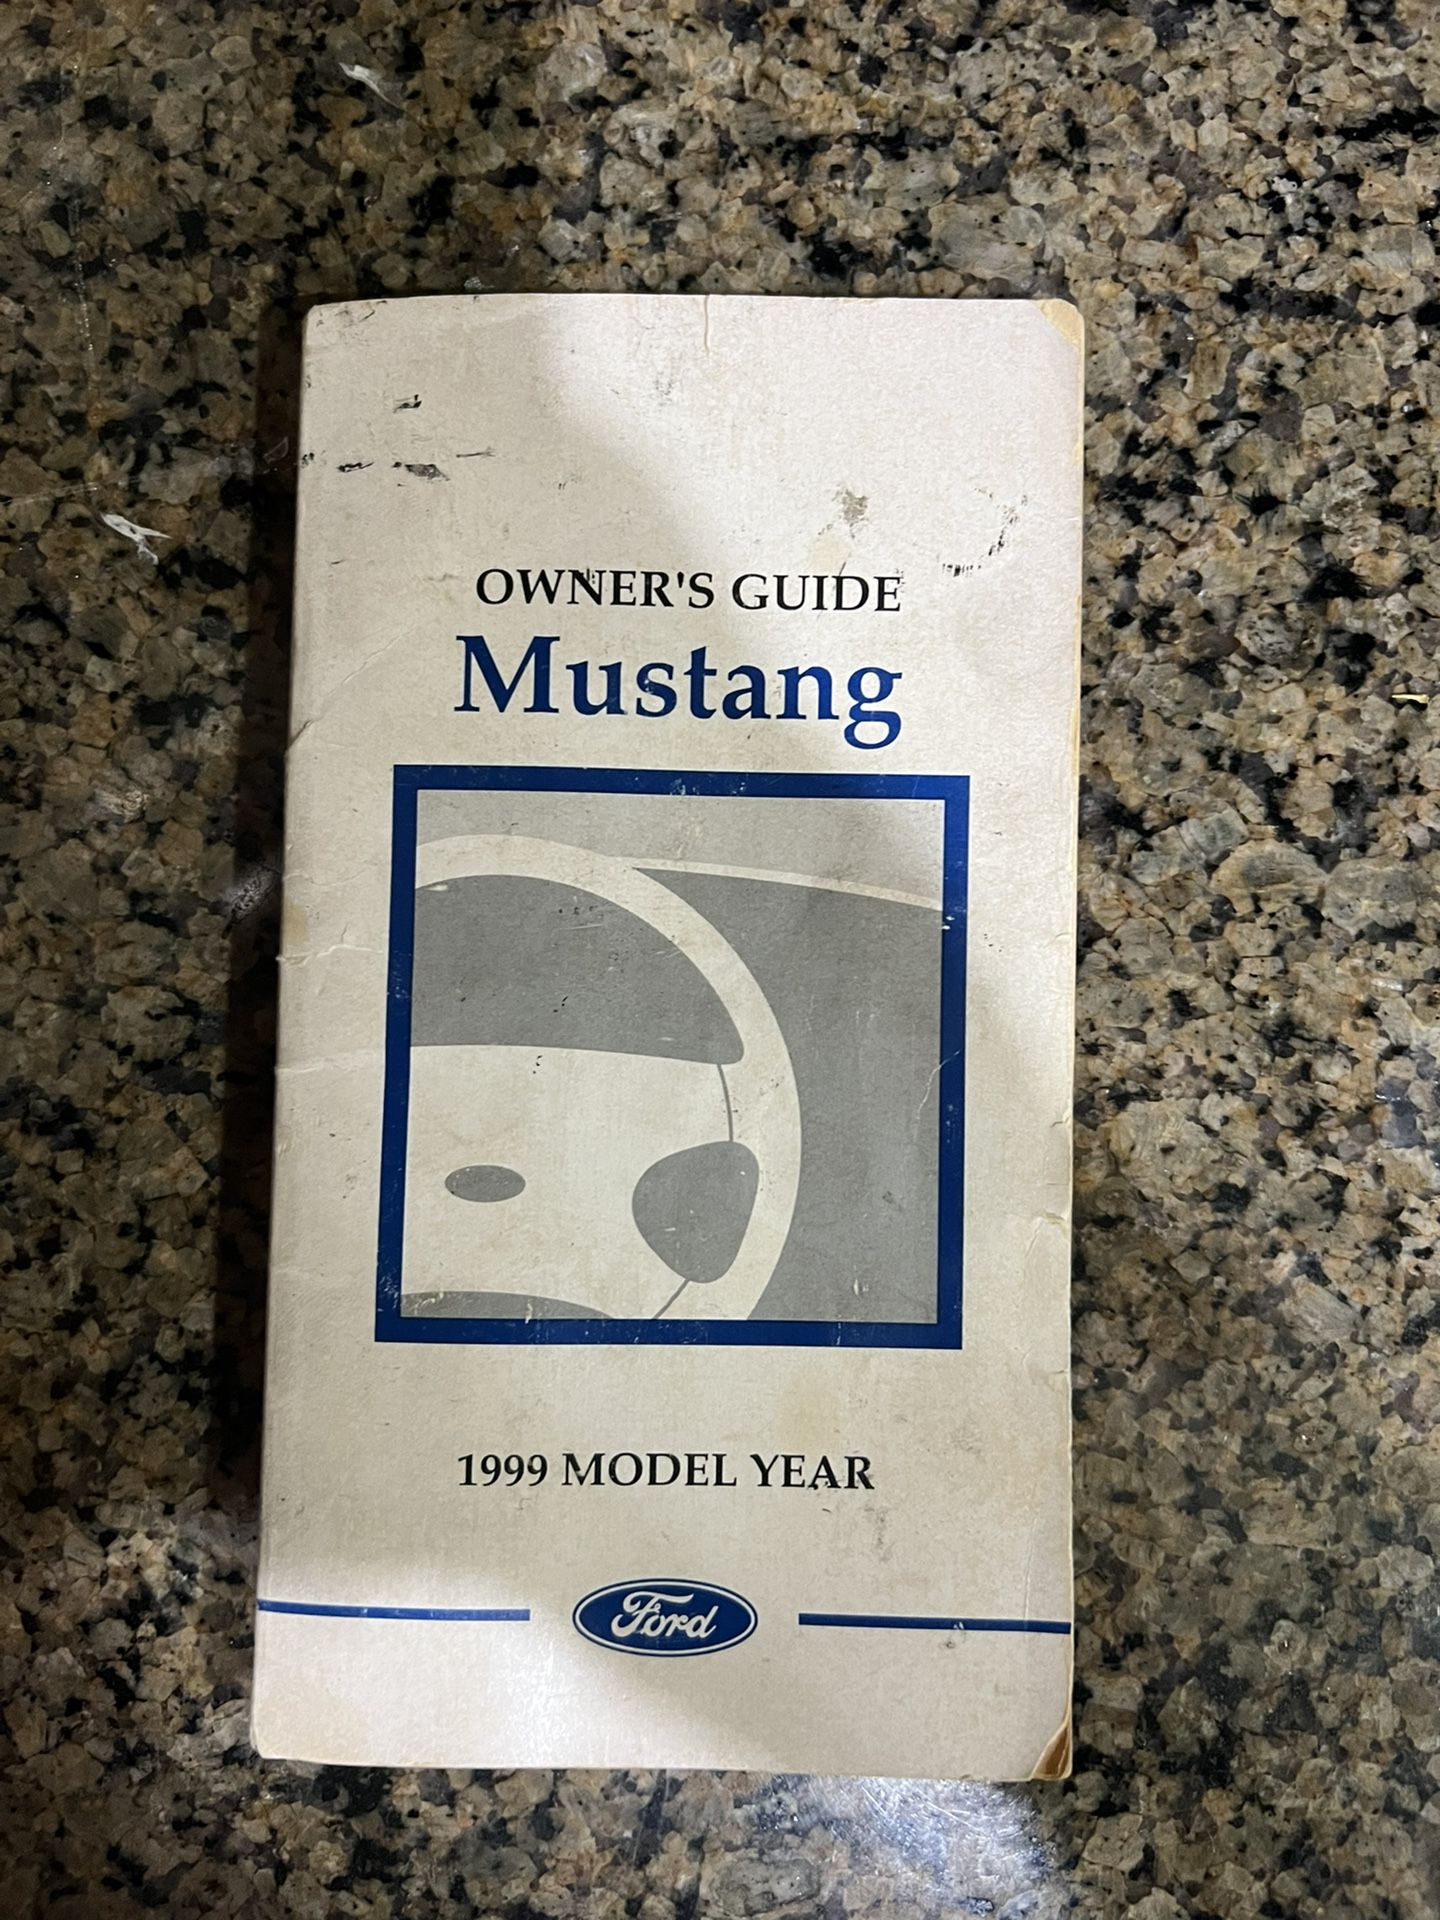 OWNER'S GUIDE
Mustang
1999 MODEL YEAR
Ford